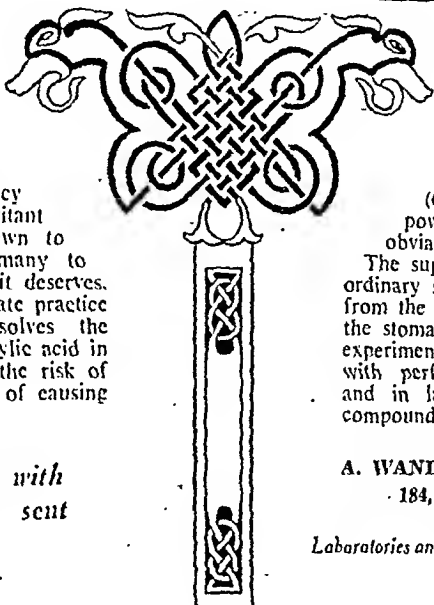 cy
itant
wn to
many to
it deserves.
ate practice
solves the
ylic acid in
the risk of
of causing
with
sent
pow
obvia
The sup
ordinary s
from the
the stoma
experimen
with perf
and in la
compound
A. WAND
184,
Laboratories an